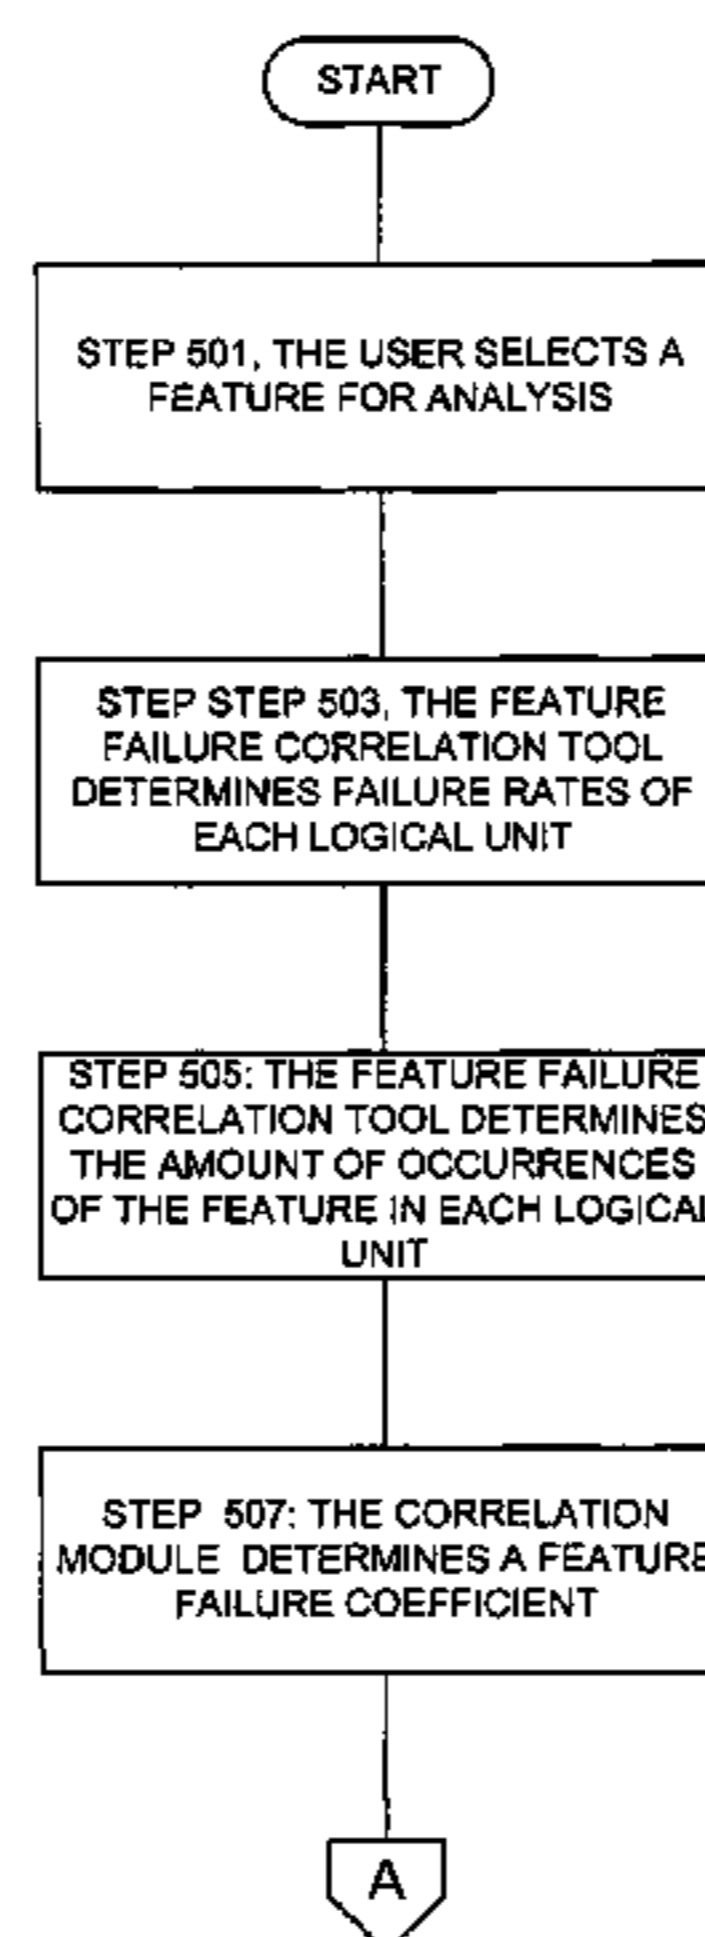 START
STEP 501, THE USER SELECTS A
FEATURE FOR ANALYSIS
STEP STEP 503, THE FEATURE
FAILURE CORRELATION TOOL
DETERMINES FAILURE RATES OF
EACH LOGICAL UNIT
STEP 505: THE FEATURE FAILURE
CORRELATION TOOL DETERMINES
THE AMOUNT OF OCCURRENCES
OF THE FEATURE IN EACH LOGICAL
UNIT
STEP 507: THE CORRELATION
MODULE DETERMINES A FEATURE
FAILURE COEFFICIENT
A